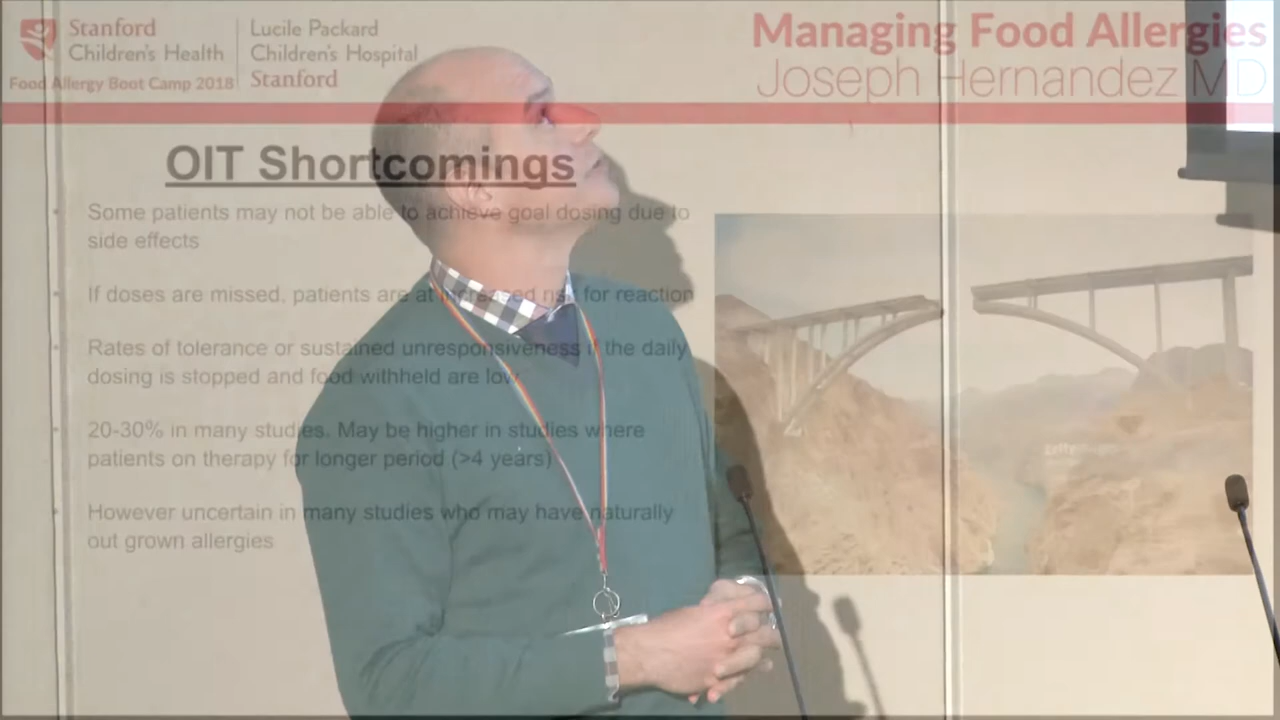 Stanford
Children's Health
Lucile Packard
Children's Hospital
Stanford
Food Allergy Boot Camp 2018
Managing Food Allergies
Joseph Hernandez MD
OIT Shortcomings
Some patients may not be able to achieve goal dosing due to
side effects
If doses are missed, patients are at increased risk for reaction
Rates of tolerance or sustained unresponsiveness if the daily
dosing is stopped and food withheld are low
20-30% in many studies. May be higher in studies where
patients on therapy for longer period (>4 years)
However uncertain in many studies who may have naturally
out grown allergies